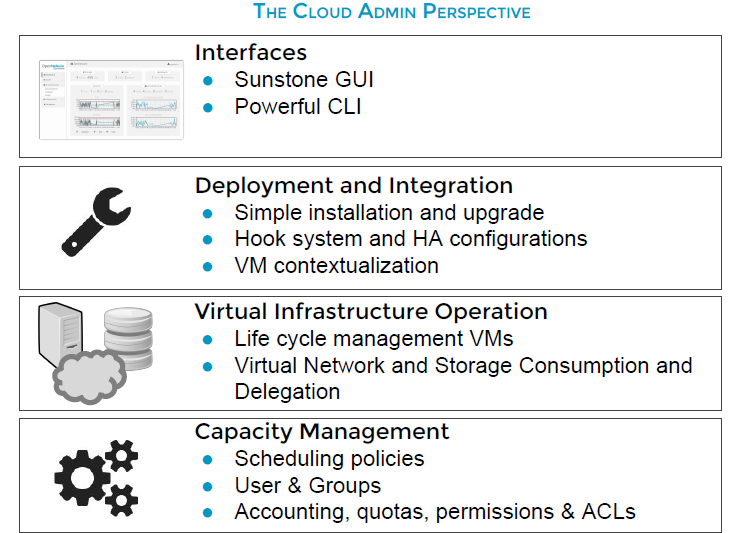 THE CLOUD ADMIN PERSPECTIVE
Interfaces
Sunstone GUI
Powerful CLI
Deployment and Integration
Simple installation and upgrade
Hook system and HA configurations
VM contextualization
Virtual Infrastructure Operation
Life cycle management VMs
Virtual Network and Storage Consumption and
Delegation
Capacity Management
Scheduling policies
User & Groups
Accounting, quotas, permissions & ACLs